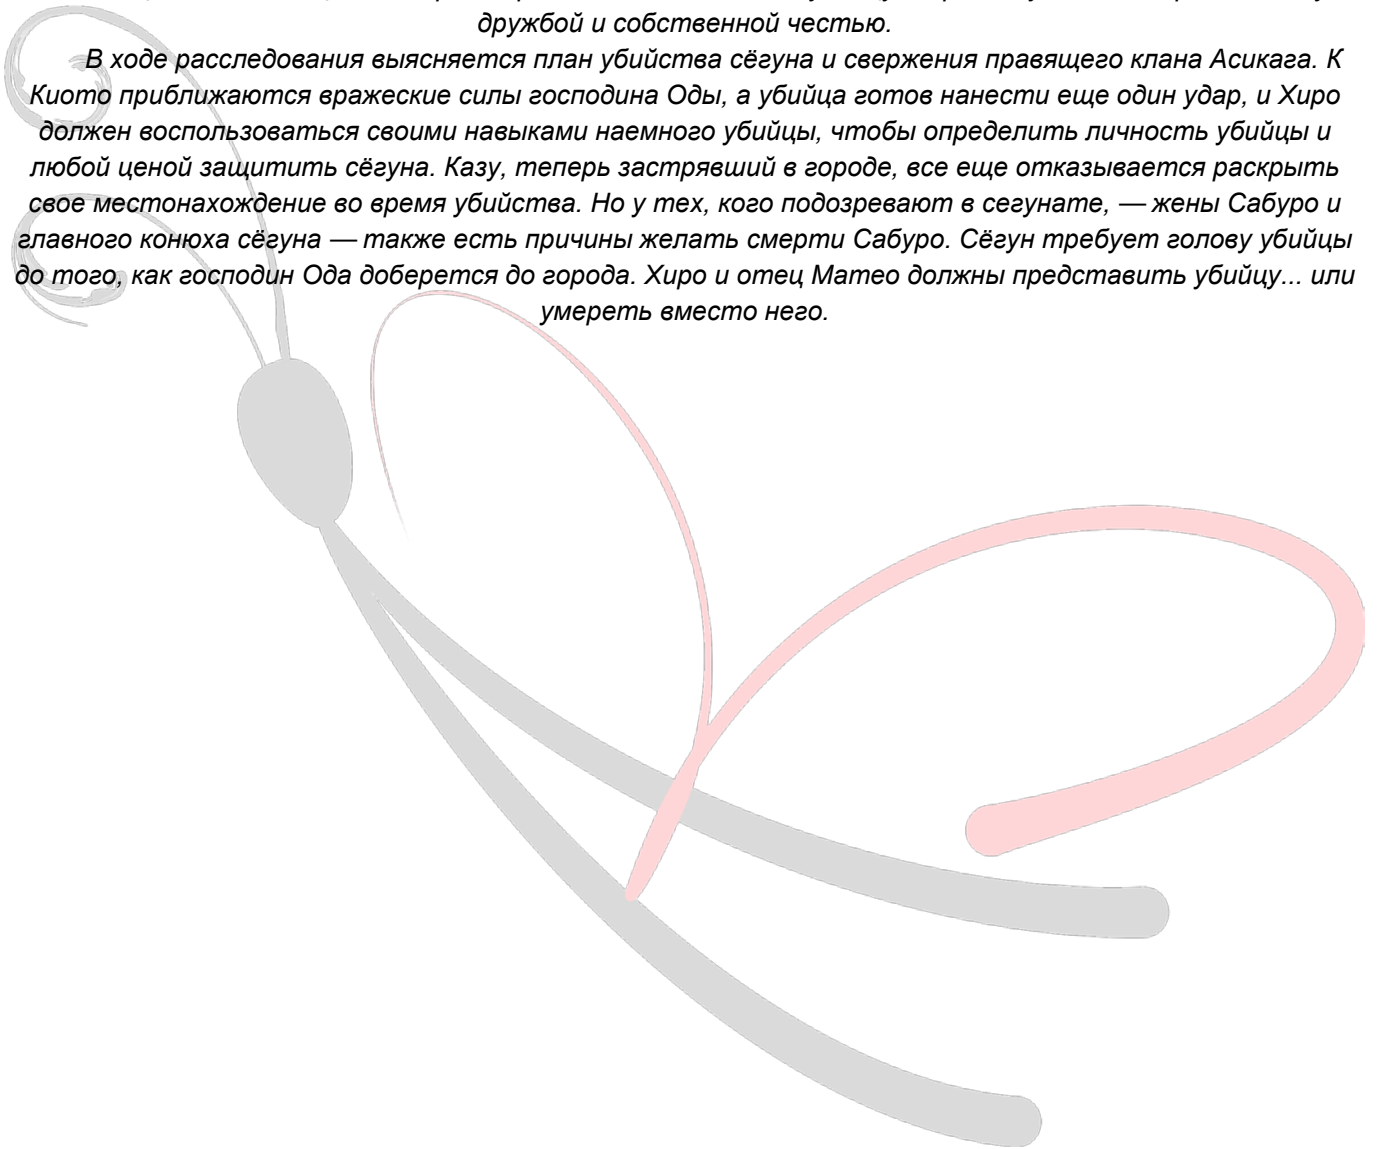 дружбой и собственной честью.
В ходе расследования выясняется план убийства сёгуна и свержения правящего клана Асикага. К
Киото приближаются вражеские силы господина Оды, а убийца готов нанести еще один удар, и Хиро
должен воспользоваться своими навыками наемного убийцы, чтобы определить личность убийцы и
любой ценой защитить сёгуна. Казу, теперь застрявший в городе, все еще отказывается раскрыть
свое местонахождение во время убийства. Но у тех, кого подозревают в сегунате, — жены Сабуро и
главного конюха сёгуна — также есть причины желать смерти Сабуро. Сёгун требует голову убийцы
до того, как господин Ода доберется до города. Хиро и отец Матео должны представить убийцу... или
умереть вместо него.